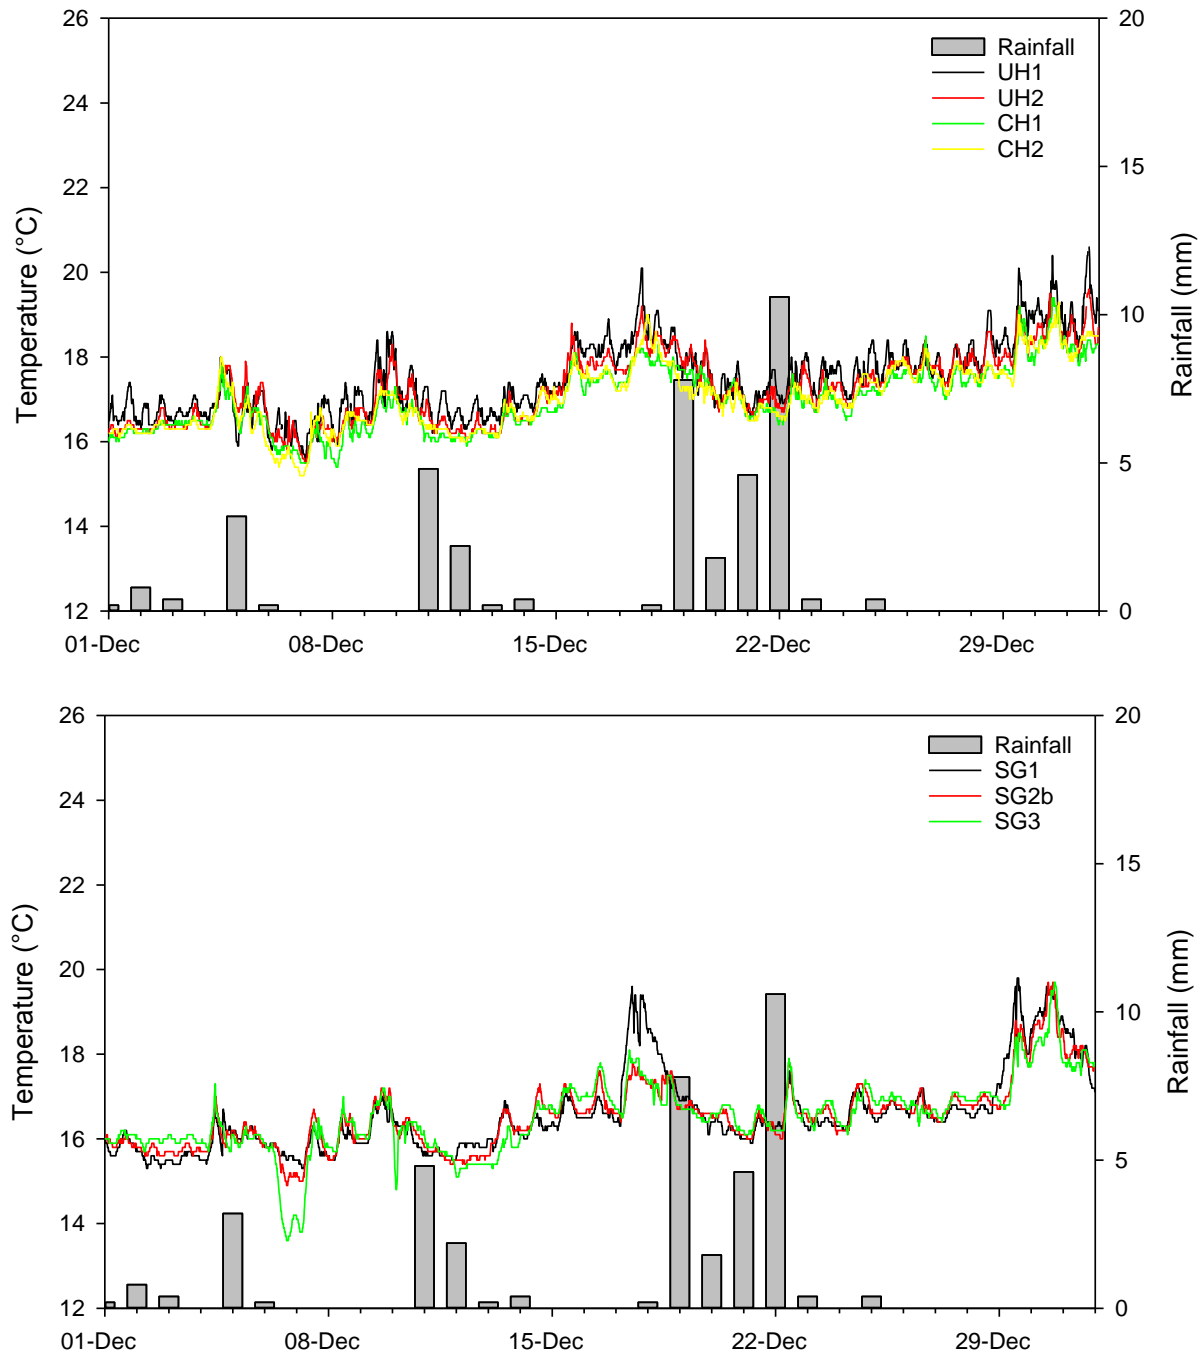 26
24
22
20
18
16
14
12
Temperature (°C)
20
15
10
5
0
Rainfall (mm)
Rainfall
UH1
UH2
CH1
CH2
01-Dec
08-Dec
15-Dec
22-Dec
29-Dec
26
24
22
20
18
16
14
12
Temperature (°C)
20
15
10
5
0
Rainfall (mm)
Rainfall
SG1
SG2b
SG3
01-Dec
08-Dec
15-Dec
22-Dec
29-Dec